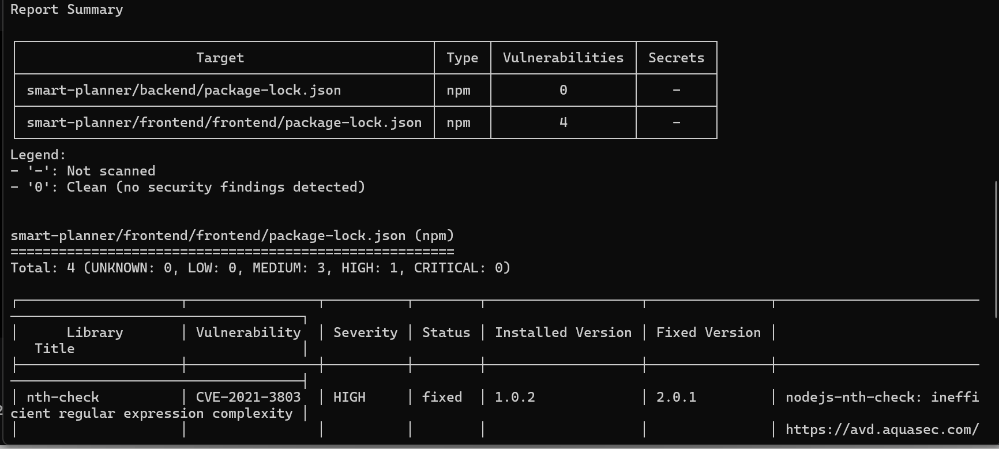 Report Summary
Target Type Vulnerabilities Secrets
smart-planner/backend/package-lock.json npm 0 -
smart-planner/frontend/frontend/package-lock.json npm 4 -
Legend:
- '-': Not scanned
- '0': Clean (no security findings detected)
smart-planner/frontend/frontend/package-lock.json (npm)
=======================================================
Total: 4 (UNKNOWN: 0, LOW: 0, MEDIUM: 3, HIGH: 1, CRITICAL: 0)
Library Vulnerability Severity Status Installed Version Fixed Version
Title
nth-check CVE-2021-3803 HIGH fixed 1.0.2 2.0.1 nodejs-nth-check: ineffi
cient regular expression complexity
https://avd.aquasec.com/